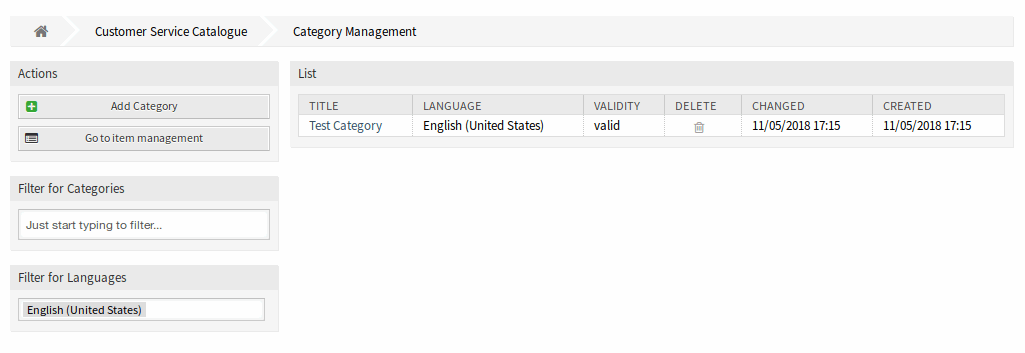 Customer Service Catalogue Category Management
Actions
Add Category
Go to item management
Filter for Categories
Just start typing to filter...
Filter for Languages
English (United States)
List
TITLE LANGUAGE VALIDITY DELETE CHANGED CREATED
Test Category English (United States) valid 11/05/2018 17:15 11/05/2018 17:15